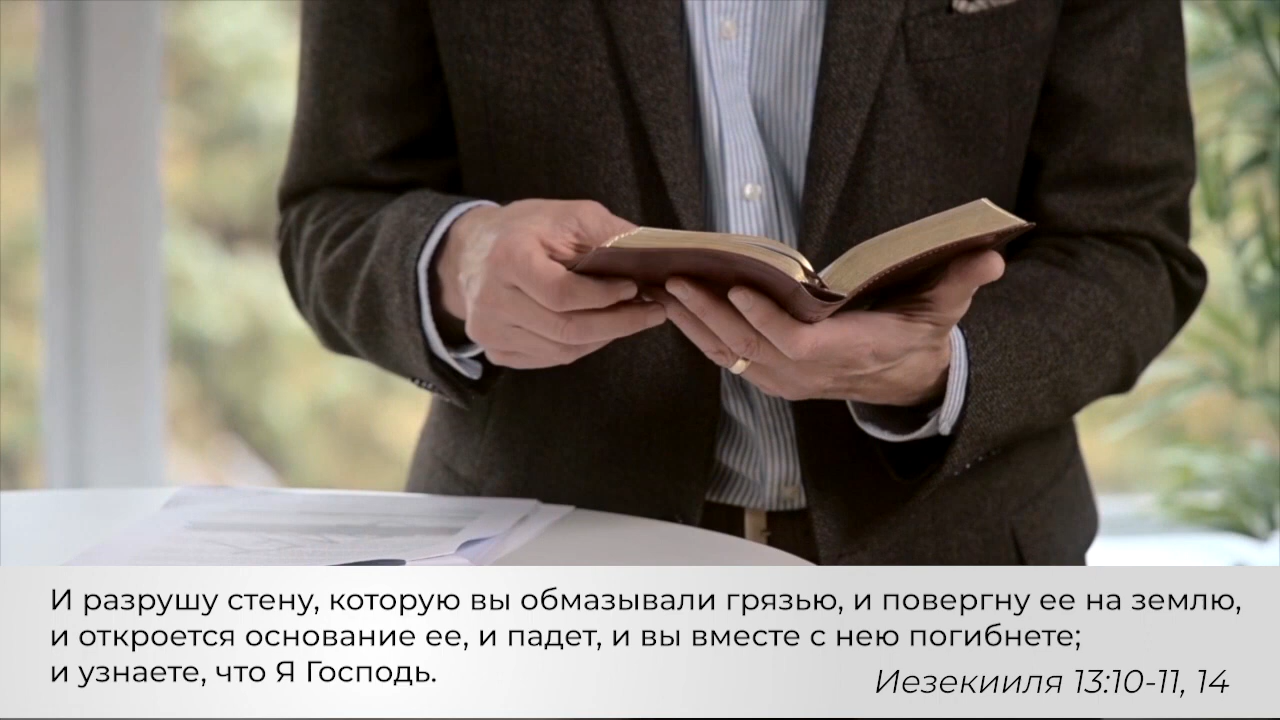 И разрушу стену, которую вы обмазывали грязью, и повергну ее на землю,
и откроется основание ее, и падет, и вы вместе с нею погибнете;
и узнаете, что Я Господь.
Иезекииля 13:10-11, 14